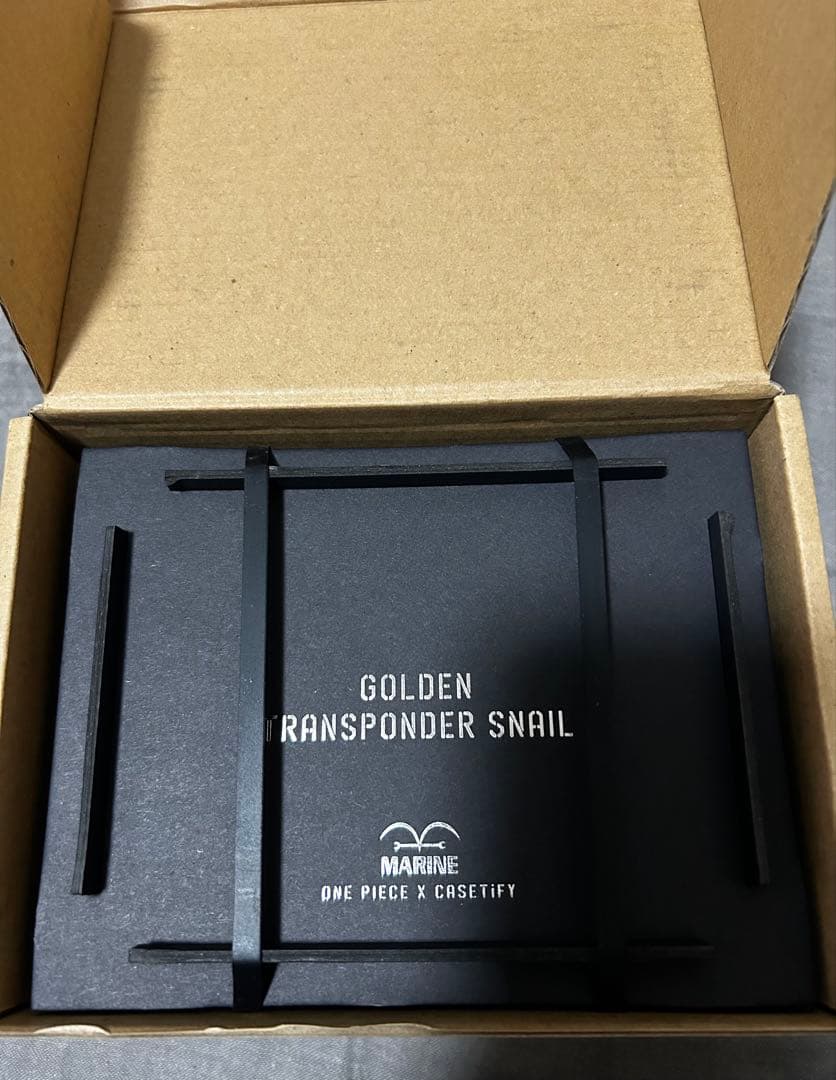 GOLDEN
TRANSPONDER SNAIL
MARINE
ONE PIECE X CASETiFY